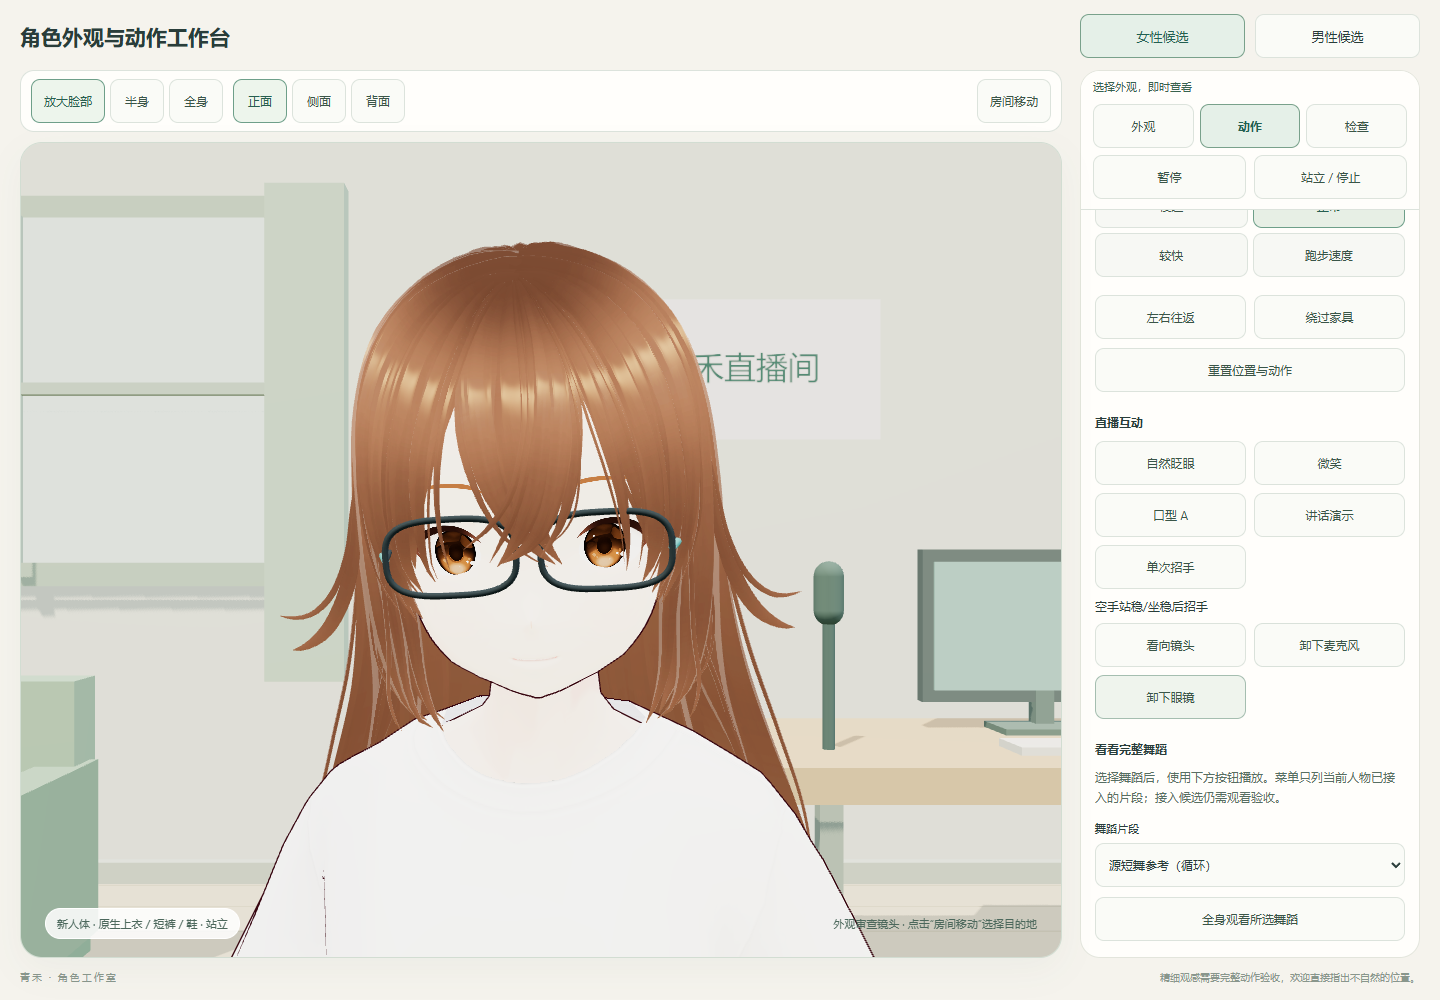 角色外观与动作工作台
女性候选
男性候选
放大脸部
半身
全身
正面
侧面
背面
房间移动
选择外观，即时查看
外观
动作
检查
暂停
站立 / 停止
较快
跑步速度
左右往返
绕过家具
重置位置与动作
直播互动
自然眨眼
微笑
口型 A
讲话演示
单次招手
空手站稳/坐稳后招手
看向镜头
卸下麦克风
卸下眼镜
看看完整舞蹈
选择舞蹈后，使用下方按钮播放。菜单只列当前人物已接
入的片段；接入候选仍需观看验收。
舞蹈片段
源短舞参考（循环）
全身观看所选舞蹈
禾直播间
新人体 · 原生上衣 / 短裤 / 鞋 · 站立
外观审查镜头 · 点击“房间移动”选择目的地
青禾 · 角色工作室
精细观感需要完整动作验收，欢迎直接指出不自然的位置。